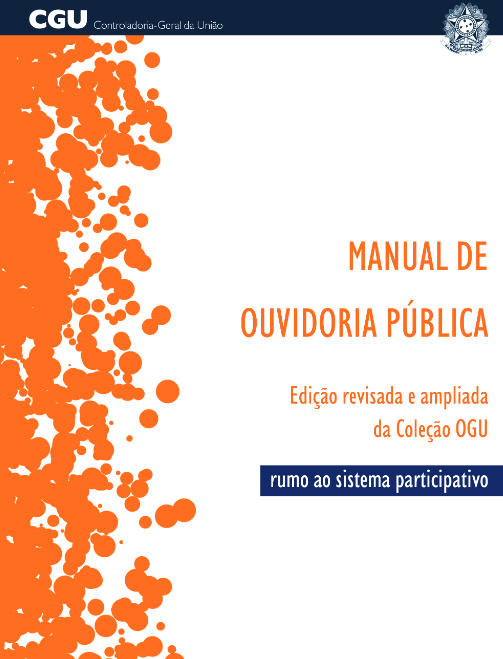 CGU Controladoria-Geral da União
MANUAL DE
OUVIDORIA PÚBLICA
Edição revisada e ampliada
da Coleção OGU
rumo ao sistema participativo